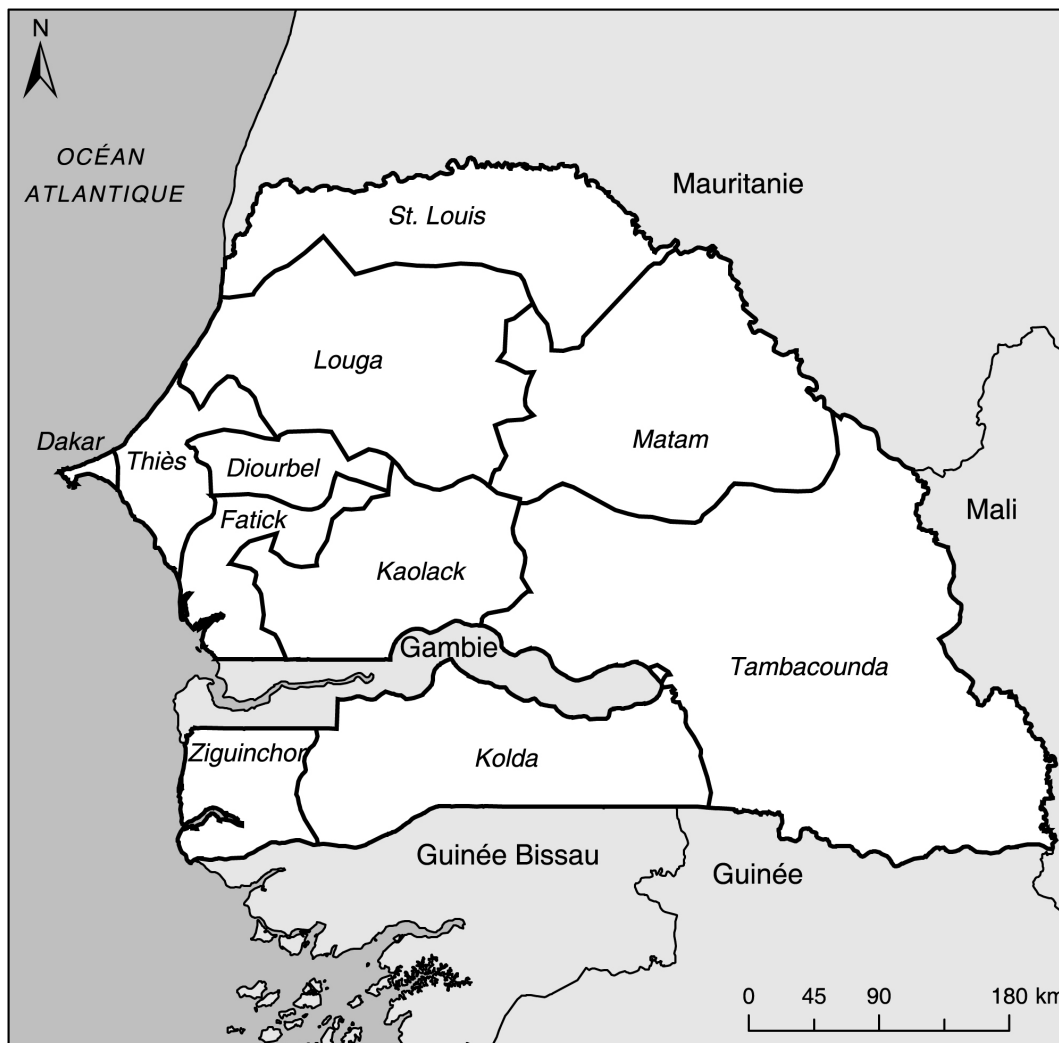 N
OCÉAN
ATLANTIQUE
Mauritanie
St. Louis
Louga
Matam
Dakar
Thiès
Diourbel
Fatick
Mali
Kaolack
Gambie
Tambacounda
Ziguinchor
Kolda
Guinée Bissau
Guinée
0 45 90 180 km